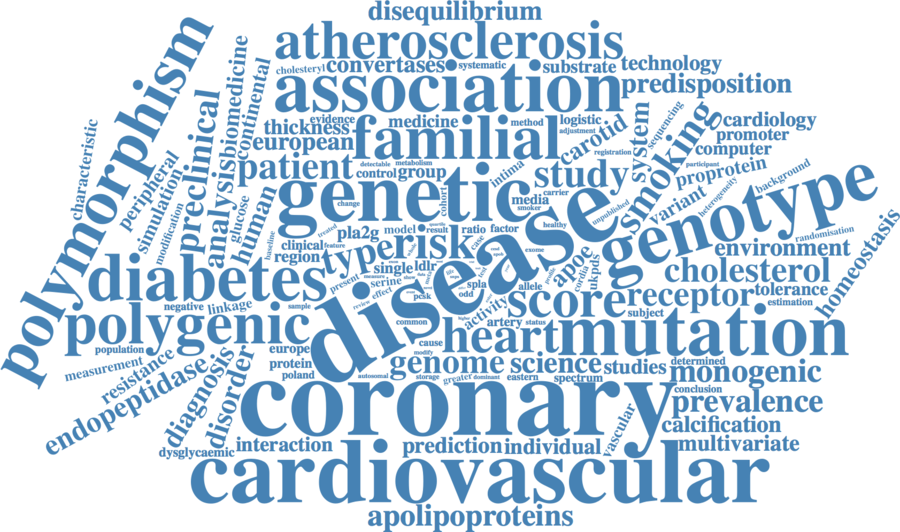 disequilibrium
atherosclerosis
cholesteryl
convertases
systematic
substrate
technology
association
predisposition
evidence
medicine
method
logistic
adjustment
thickness
european
familial
carotid
registration
system
sequencing
smoking
cardiology
promoter
computer
participant
proprotein
characteristic
polymorphism
peripheral
simulation
modification
preclinical
analysis
biomedicine
continental
glucose
human
patient
detectable
metabolism
control
group
intima
study
genetic
change
cohort
media
smoker
carrier
healthy
unpublished
variant
heterogeneity
background
genotype
randomisation
environment
homeostasis
baseline
treated
pla2g
model
result
ratio
factor
clinical
feature
region
type
risk
case
exome
disease
apoe
cardia
ukpds
cholesterol
tolerance
estimation
diabetes
present
measure
single
ldlr
serine
effect
review
pcsk
odd
spla
allele
activity
score
receptor
subject
negative
linkage
sample
polygenic
common
artery
status
heart
mutation
population
europe
cause
modify
measurement
resistance
endopeptidase
diagnosis
disorder
protein
poland
autosomal
storage
greater
dominant
eastern
genome
science
spectrum
studies
determined
monogenic
conclusion
coronary
prevalence
vascular
calcification
dysglycaemic
interaction
prediction
individual
multivariate
cardiovascular
apolipoproteins